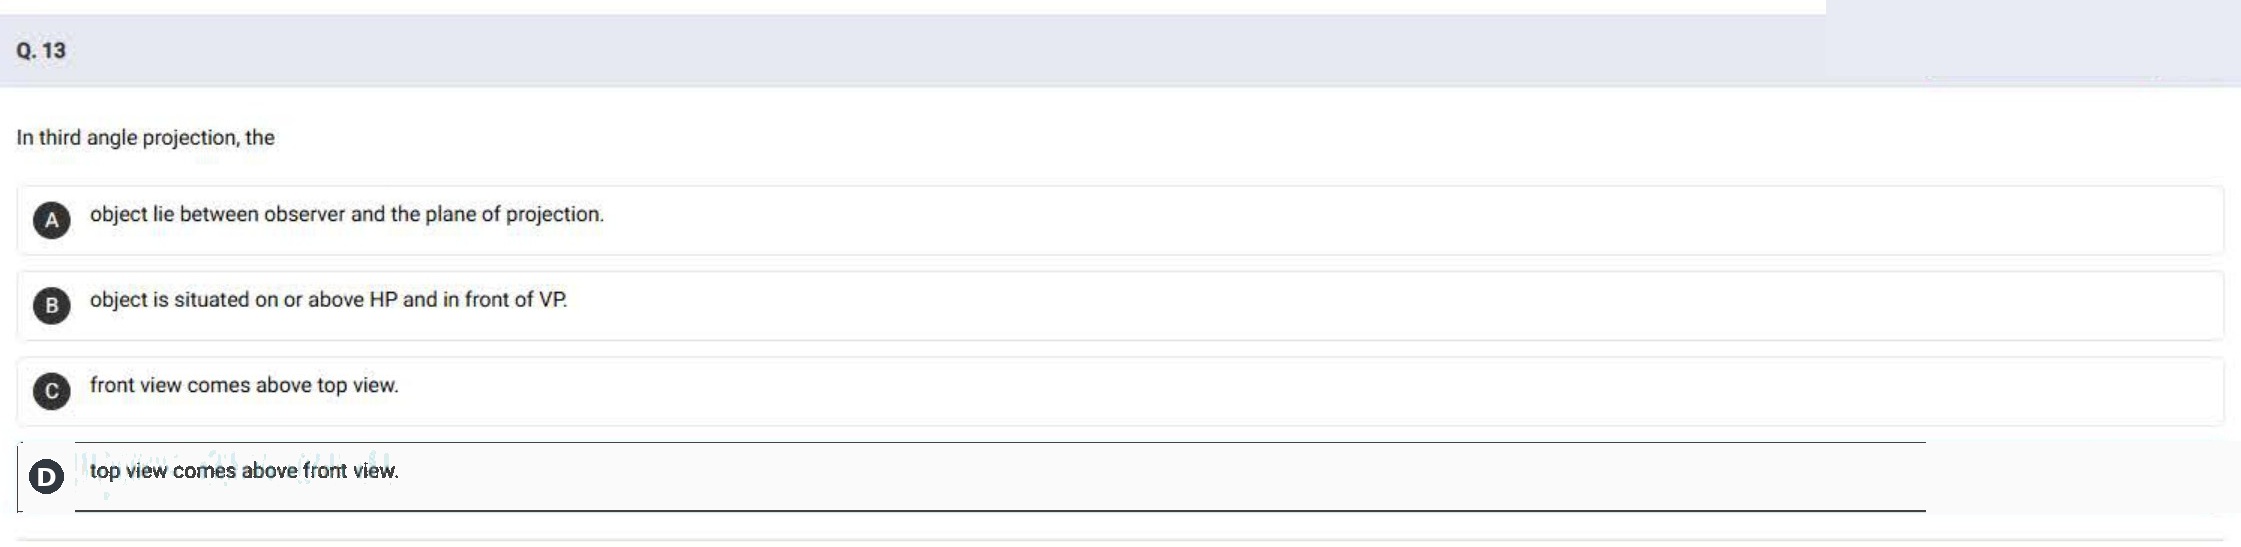 Q. 13
In third angle projection, the
A object lie between observer and the plane of projection.
B object is situated on or above HP and in front of VP.
C front view comes above top view.
D top view comes above front view.